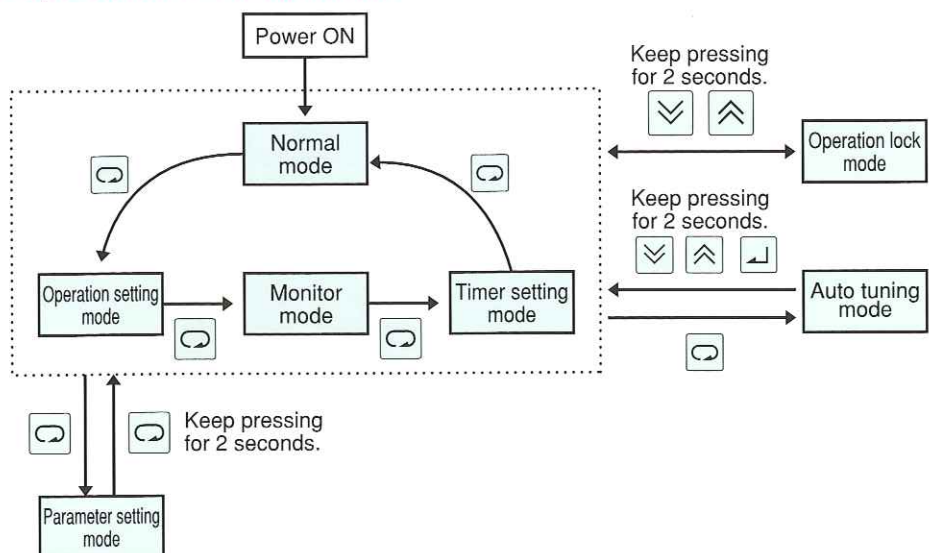 Power ON
Keep pressing
for 2 seconds.
Normal
mode
Operation lock
mode
Keep pressing
for 2 seconds.
Operation setting
mode
Monitor
mode
Timer setting
mode
Auto tuning
mode
Keep pressing
for 2 seconds.
Parameter setting
mode